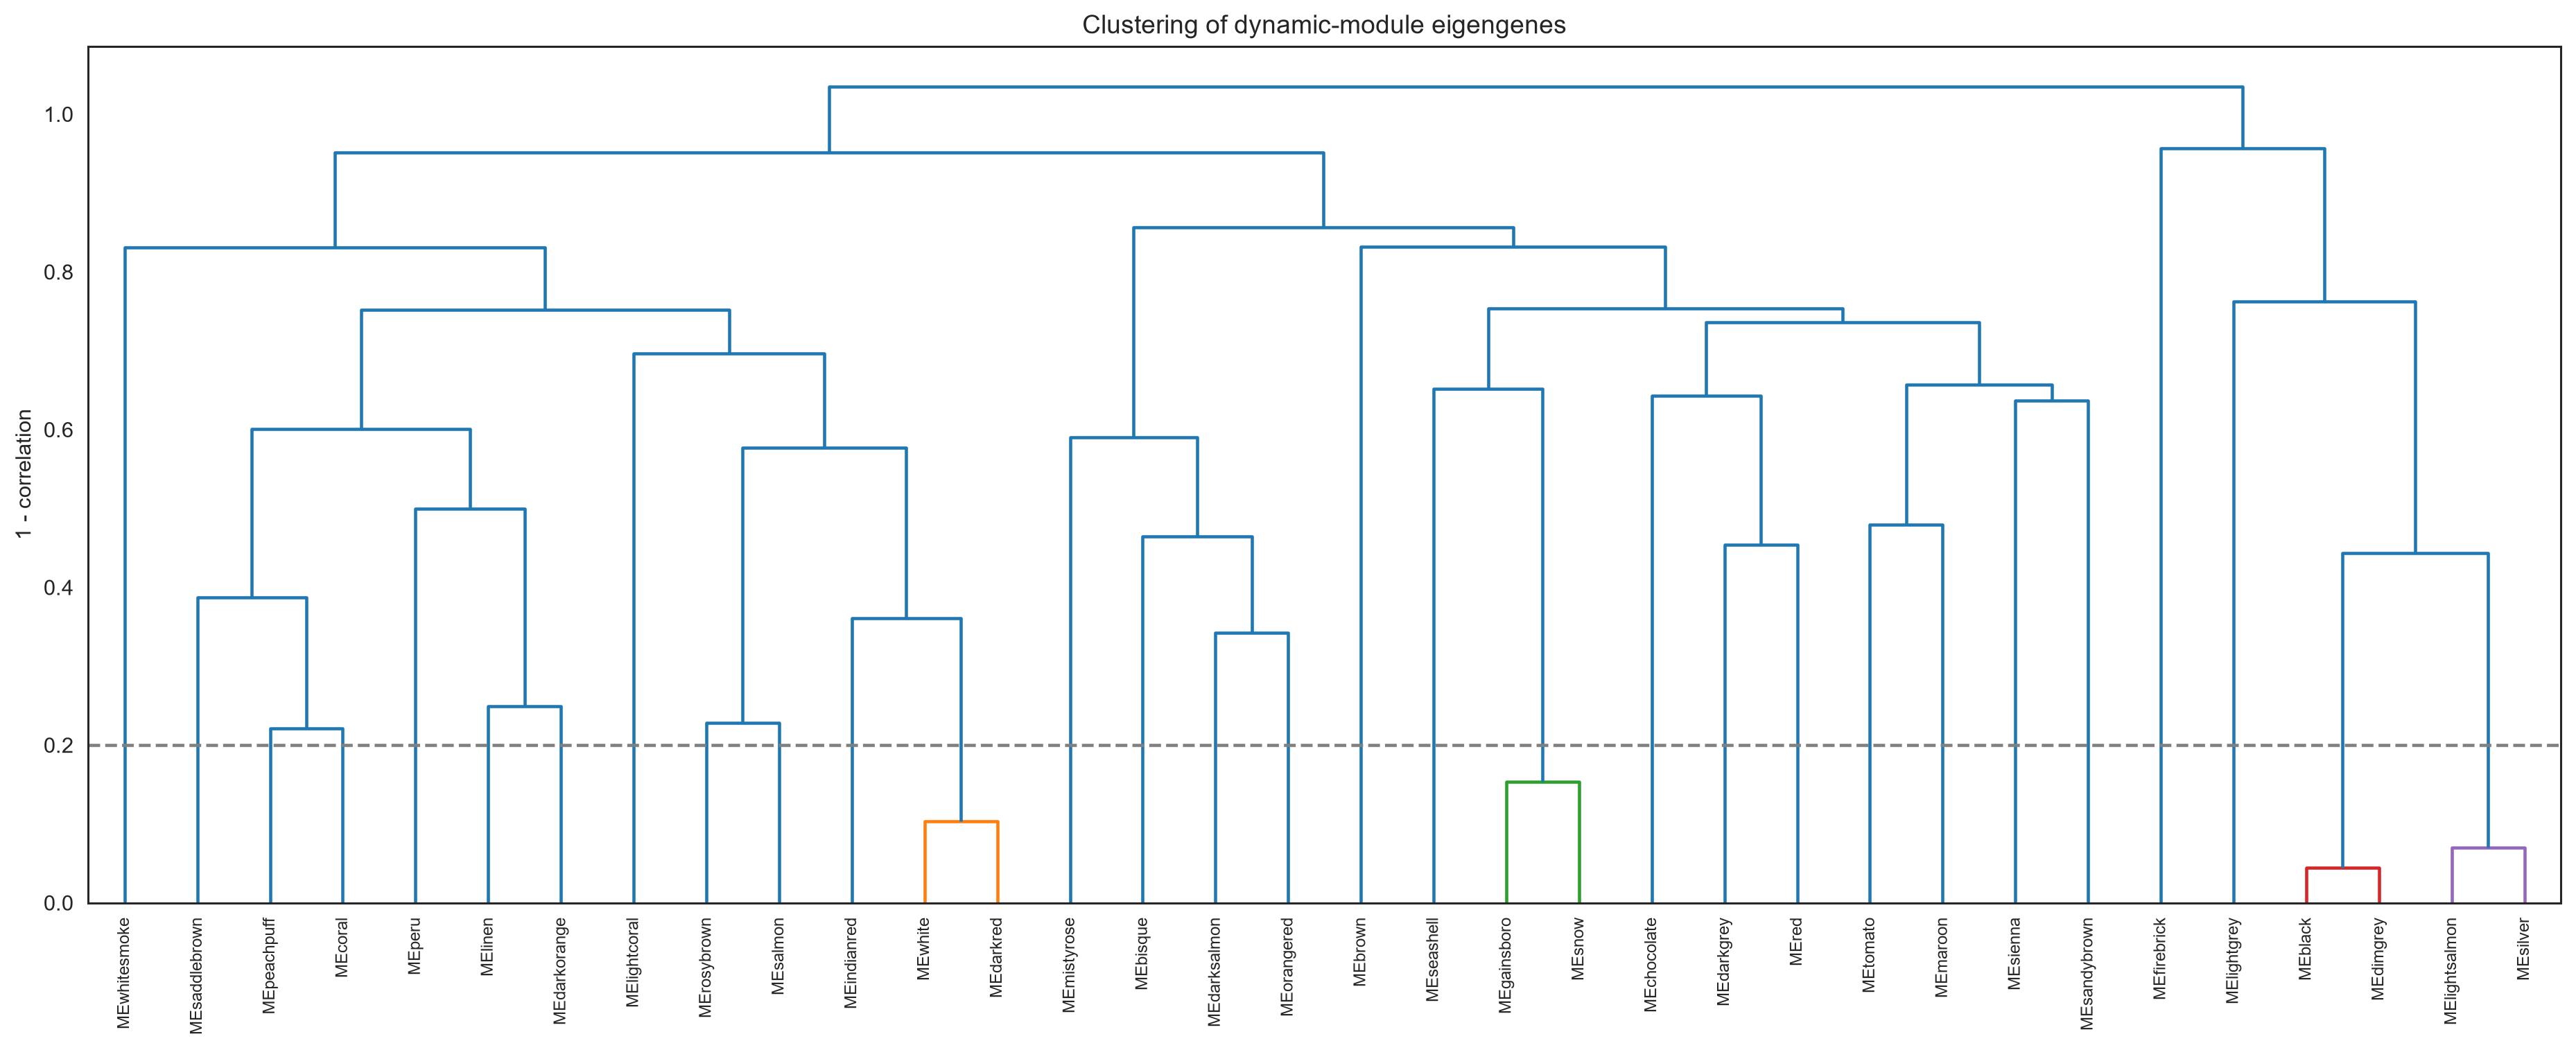 Clustering of dynamic-module eigengenes
1 - correlation
1.0
0.8
0.6
0.4
0.2
0.0
MEwhitesmoke
MEsaddlebrown
MEpeachpuff
MEcoral
MEperu
MElinen
MEdarkorange
MElightcoral
MErosybrown
MEsalmon
MEindianred
MEwhite
MEdarkred
MEmistyrose
MEbisque
MEdarksalmon
MEorangered
MEbrown
MEseashell
MEgainsboro
MEsnow
MEchocolate
MEdarkgrey
MEred
MEtomato
MEmaroon
MEsienna
MEsandybrown
MEfirebrick
MElightgrey
MEblack
MEdimgrey
MElightsalmon
MEsilver